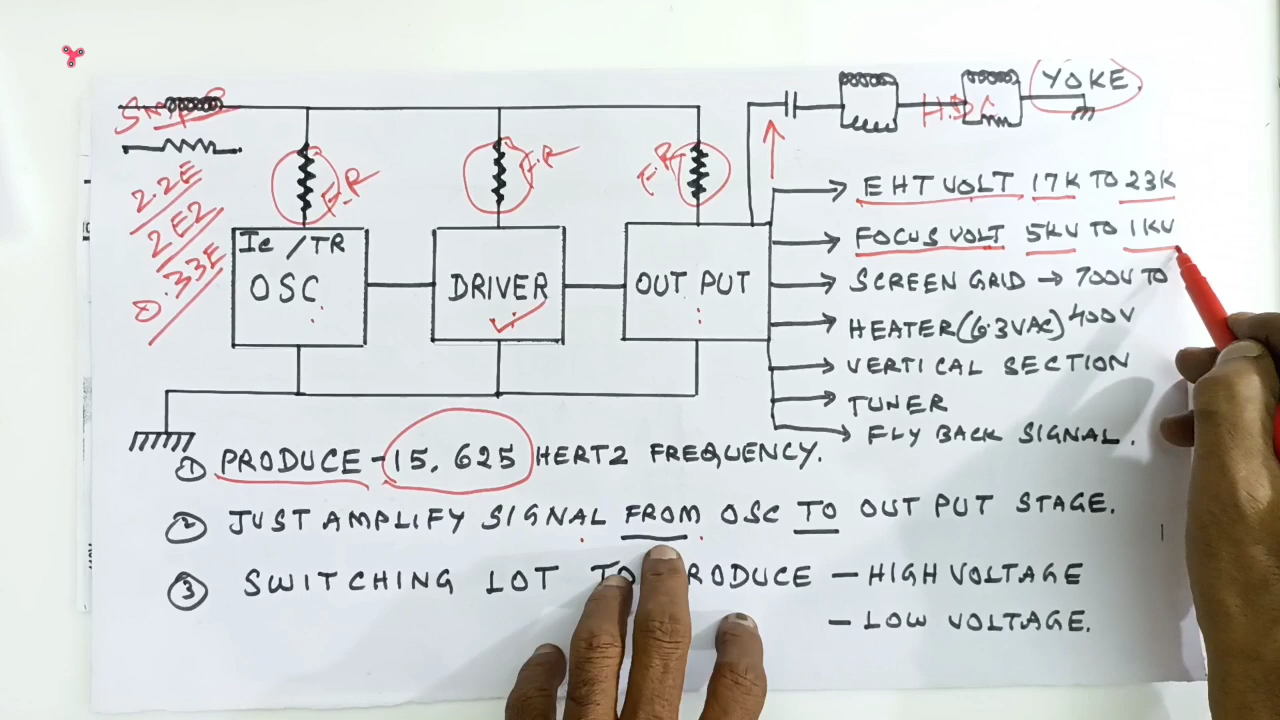 SMPS
2.2E
2E2
0.33E
F.R
F.R
F.R
H.D.C
YOKE.
IC /TR
OSC
DRIVER
OUT PUT
EHT VOLT 17K TO 23K
FOCUS VOLT 5KV TO 1KV
SCREEN GRID → 700V TO
HEATER (6.3VAC) 400V
VERTICAL SECTION
TUNER
FLY BACK SIGNAL.
① PRODUCE - 15,625 HERTZ FREQUENCY.
② JUST AMPLIFY SIGNAL FROM OSC TO OUT PUT STAGE.
③ SWITCHING LOT TO PRODUCE - HIGH VOLTAGE
- LOW VOLTAGE.